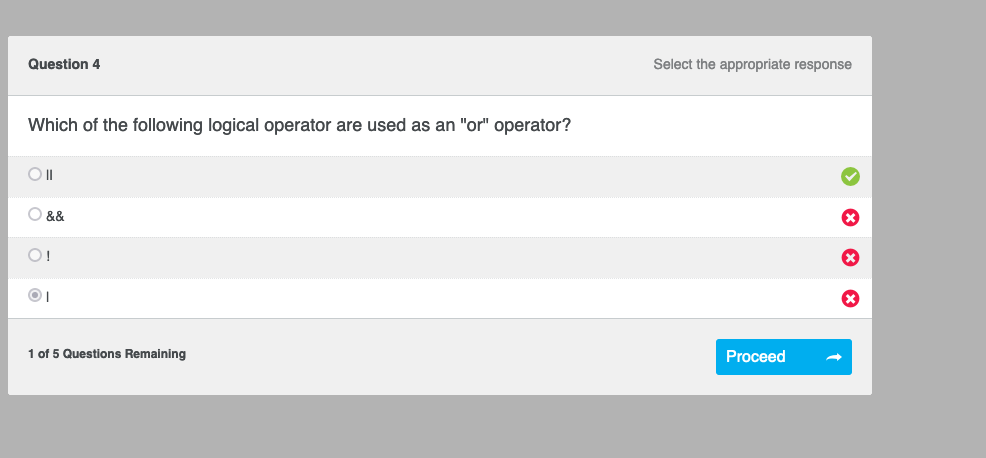 Question 4
Select the appropriate response
Which of the following logical operator are used as an "or" operator?
||
&&
!
|
1 of 5 Questions Remaining
Proceed